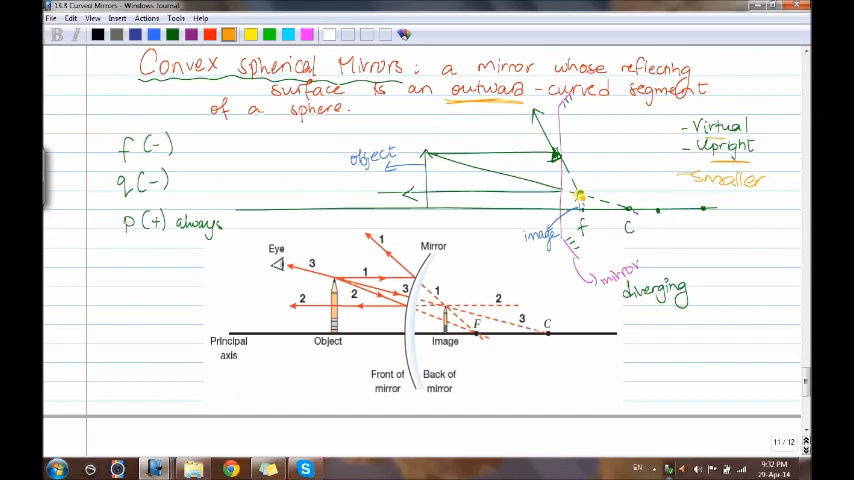 18.8 Curved Mirrors - Windows Journal
File Edit View Insert Actions Tools Help
B I
Convex spherical Mirrors: a mirror whose reflecting
surface is an outward-curved segment
of a sphere.
f (-)
q (-)
p (+) always
object
- Virtual
- Upright
- Smaller
image
f
C
mirror
diverging
Eye
Mirror
1
3
1
2
2
3
1
2
3
F
C
Principal
axis
Object
Image
Front of
mirror
Back of
mirror
11 / 12
EN
9:32 PM
29-Apr-14